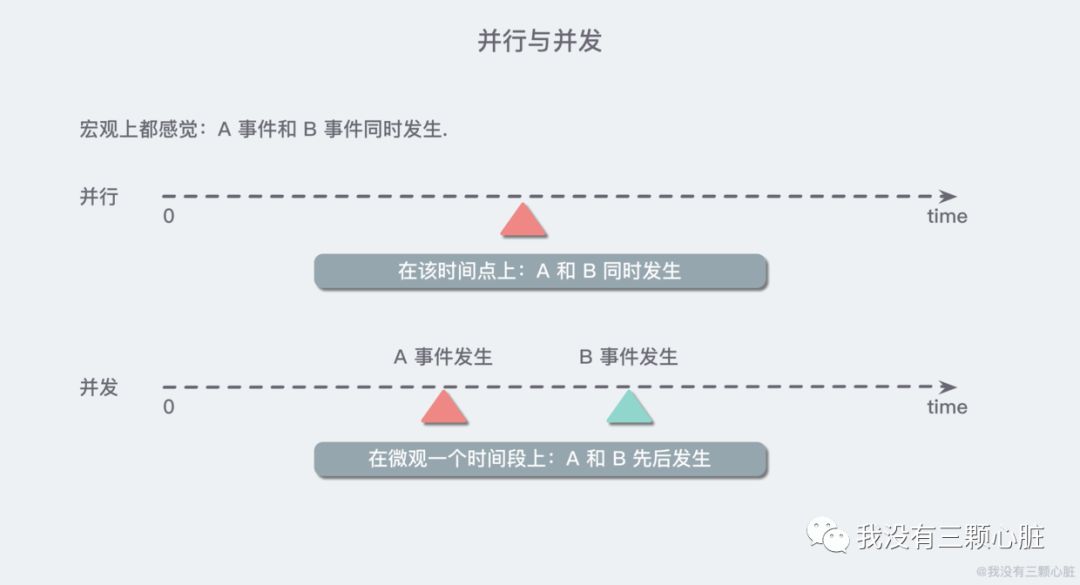 并行与并发
宏观上都感觉：A 事件和 B 事件同时发生.
并行
0
time
在该时间点上：A 和 B 同时发生
A 事件发生
B 事件发生
并发
0
time
在微观一个时间段上：A 和 B 先后发生
我没有三颗心脏
@我没有三颗心脏